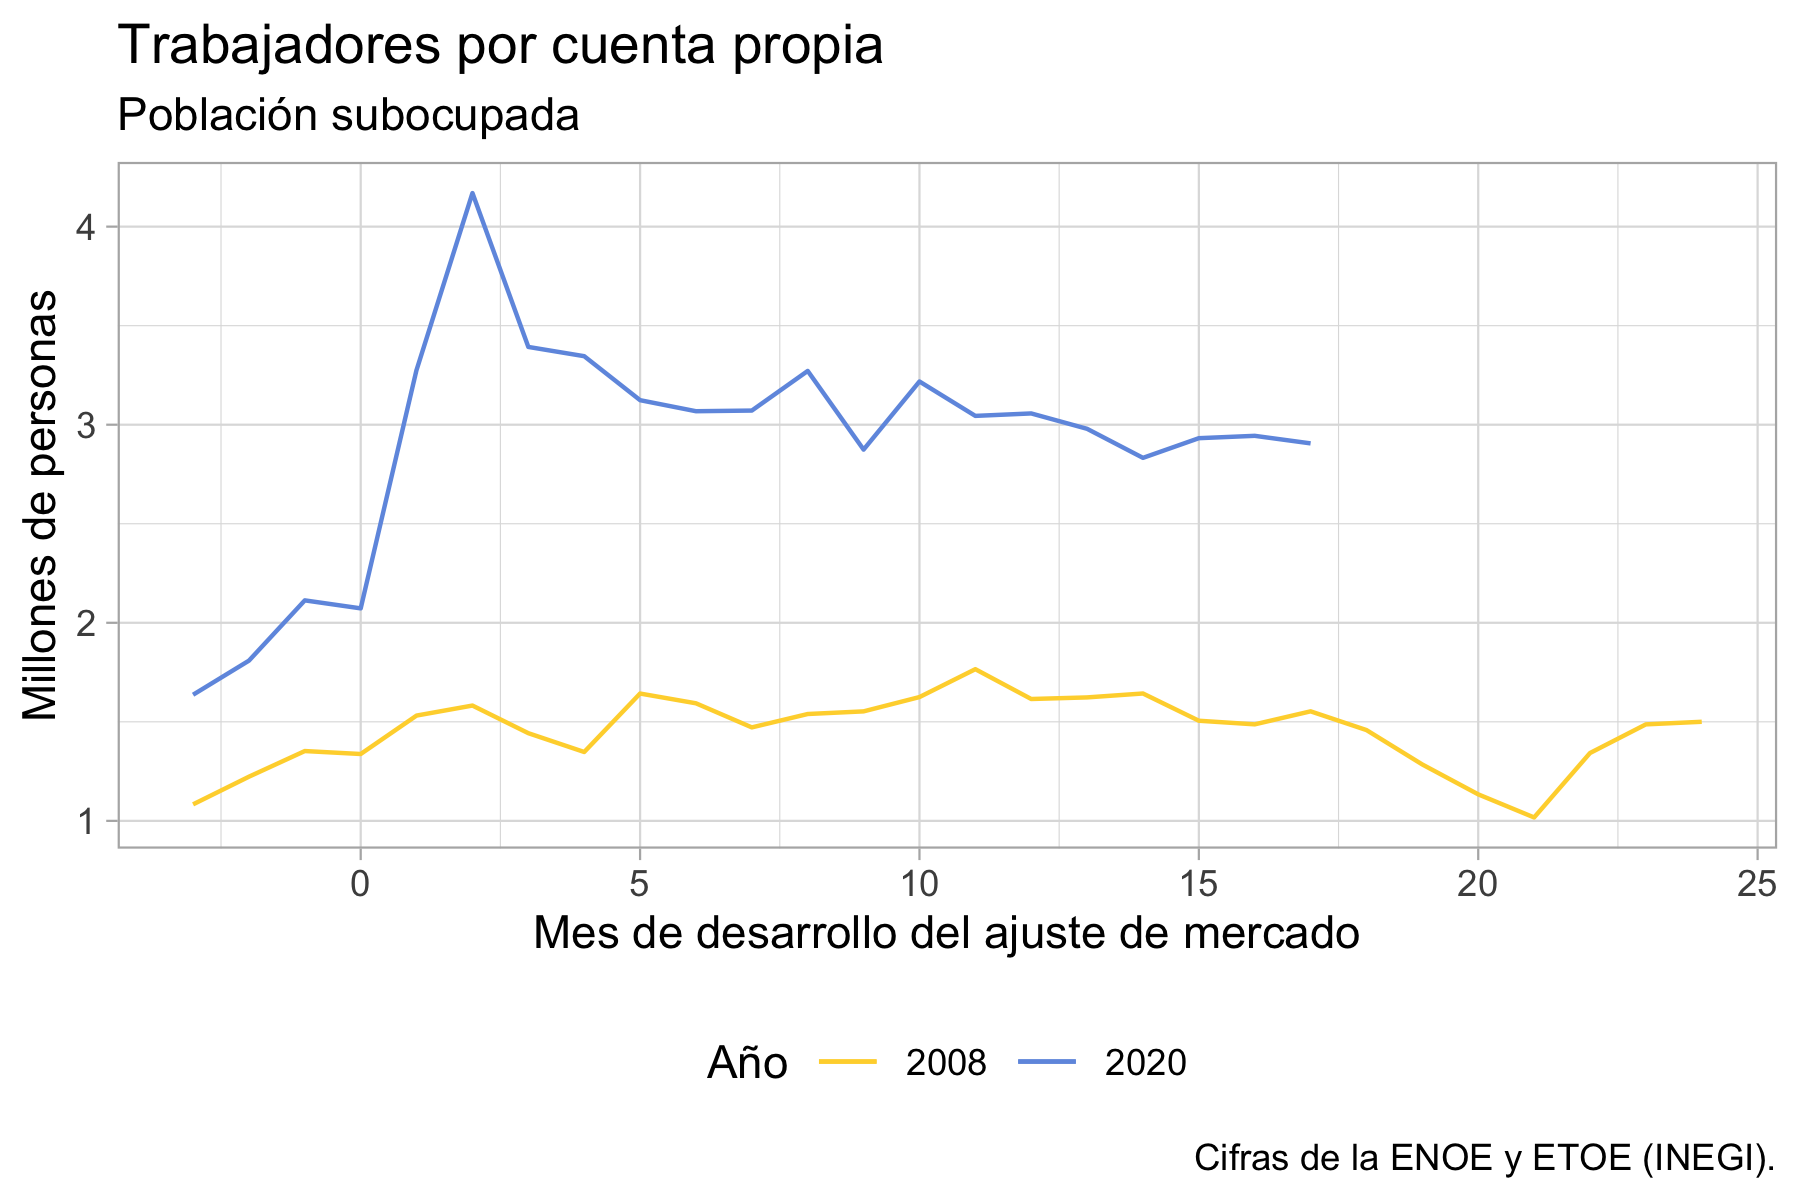 Trabajadores por cuenta propia
Población subocupada
Millones de personas
4
3
2
1
0 5 10 15 20 25
Mes de desarrollo del ajuste de mercado
Año 2008 2020
Cifras de la ENOE y ETOE (INEGI).